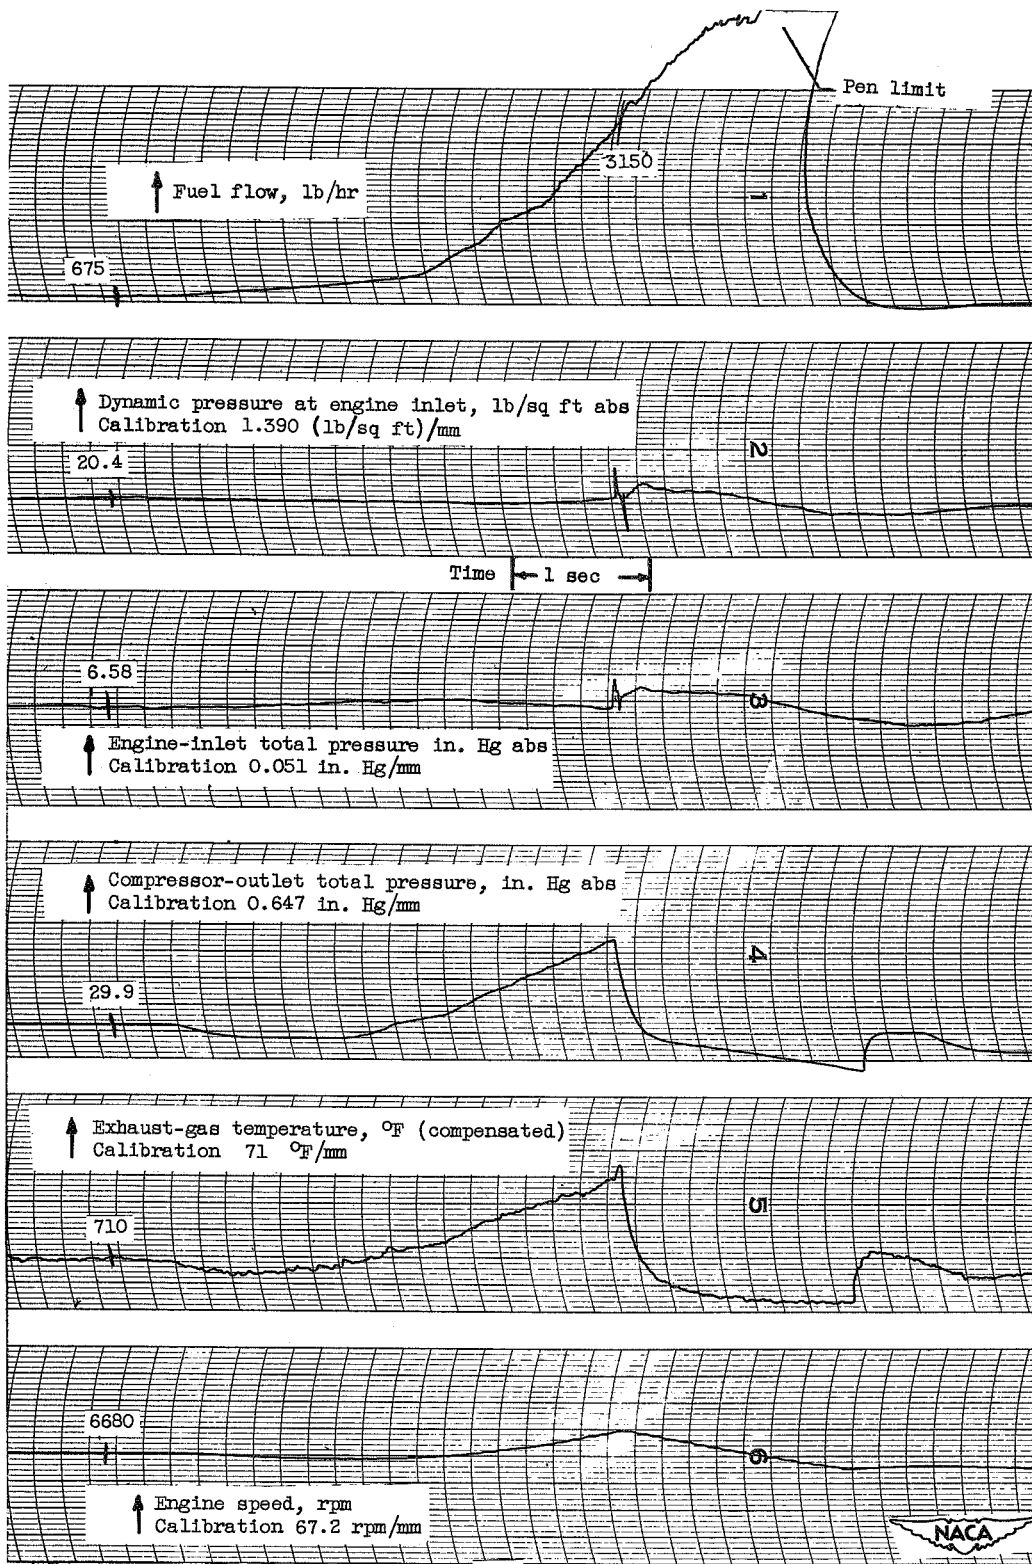 Pen limit
3150
Fuel flow, lb/hr
1
675
Dynamic pressure at engine inlet, lb/sq ft abs
Calibration 1.390 (lb/sq ft)/mm
2
20.4
Time 1 sec
6.58
3
Engine-inlet total pressure in. Hg abs
Calibration 0.051 in. Hg/mm
Compressor-outlet total pressure, in. Hg abs
Calibration 0.647 in. Hg/mm
4
29.9
Exhaust-gas temperature, °F (compensated)
Calibration 71 °F/mm
5
710
6680
6
Engine speed, rpm
Calibration 67.2 rpm/mm
NACA